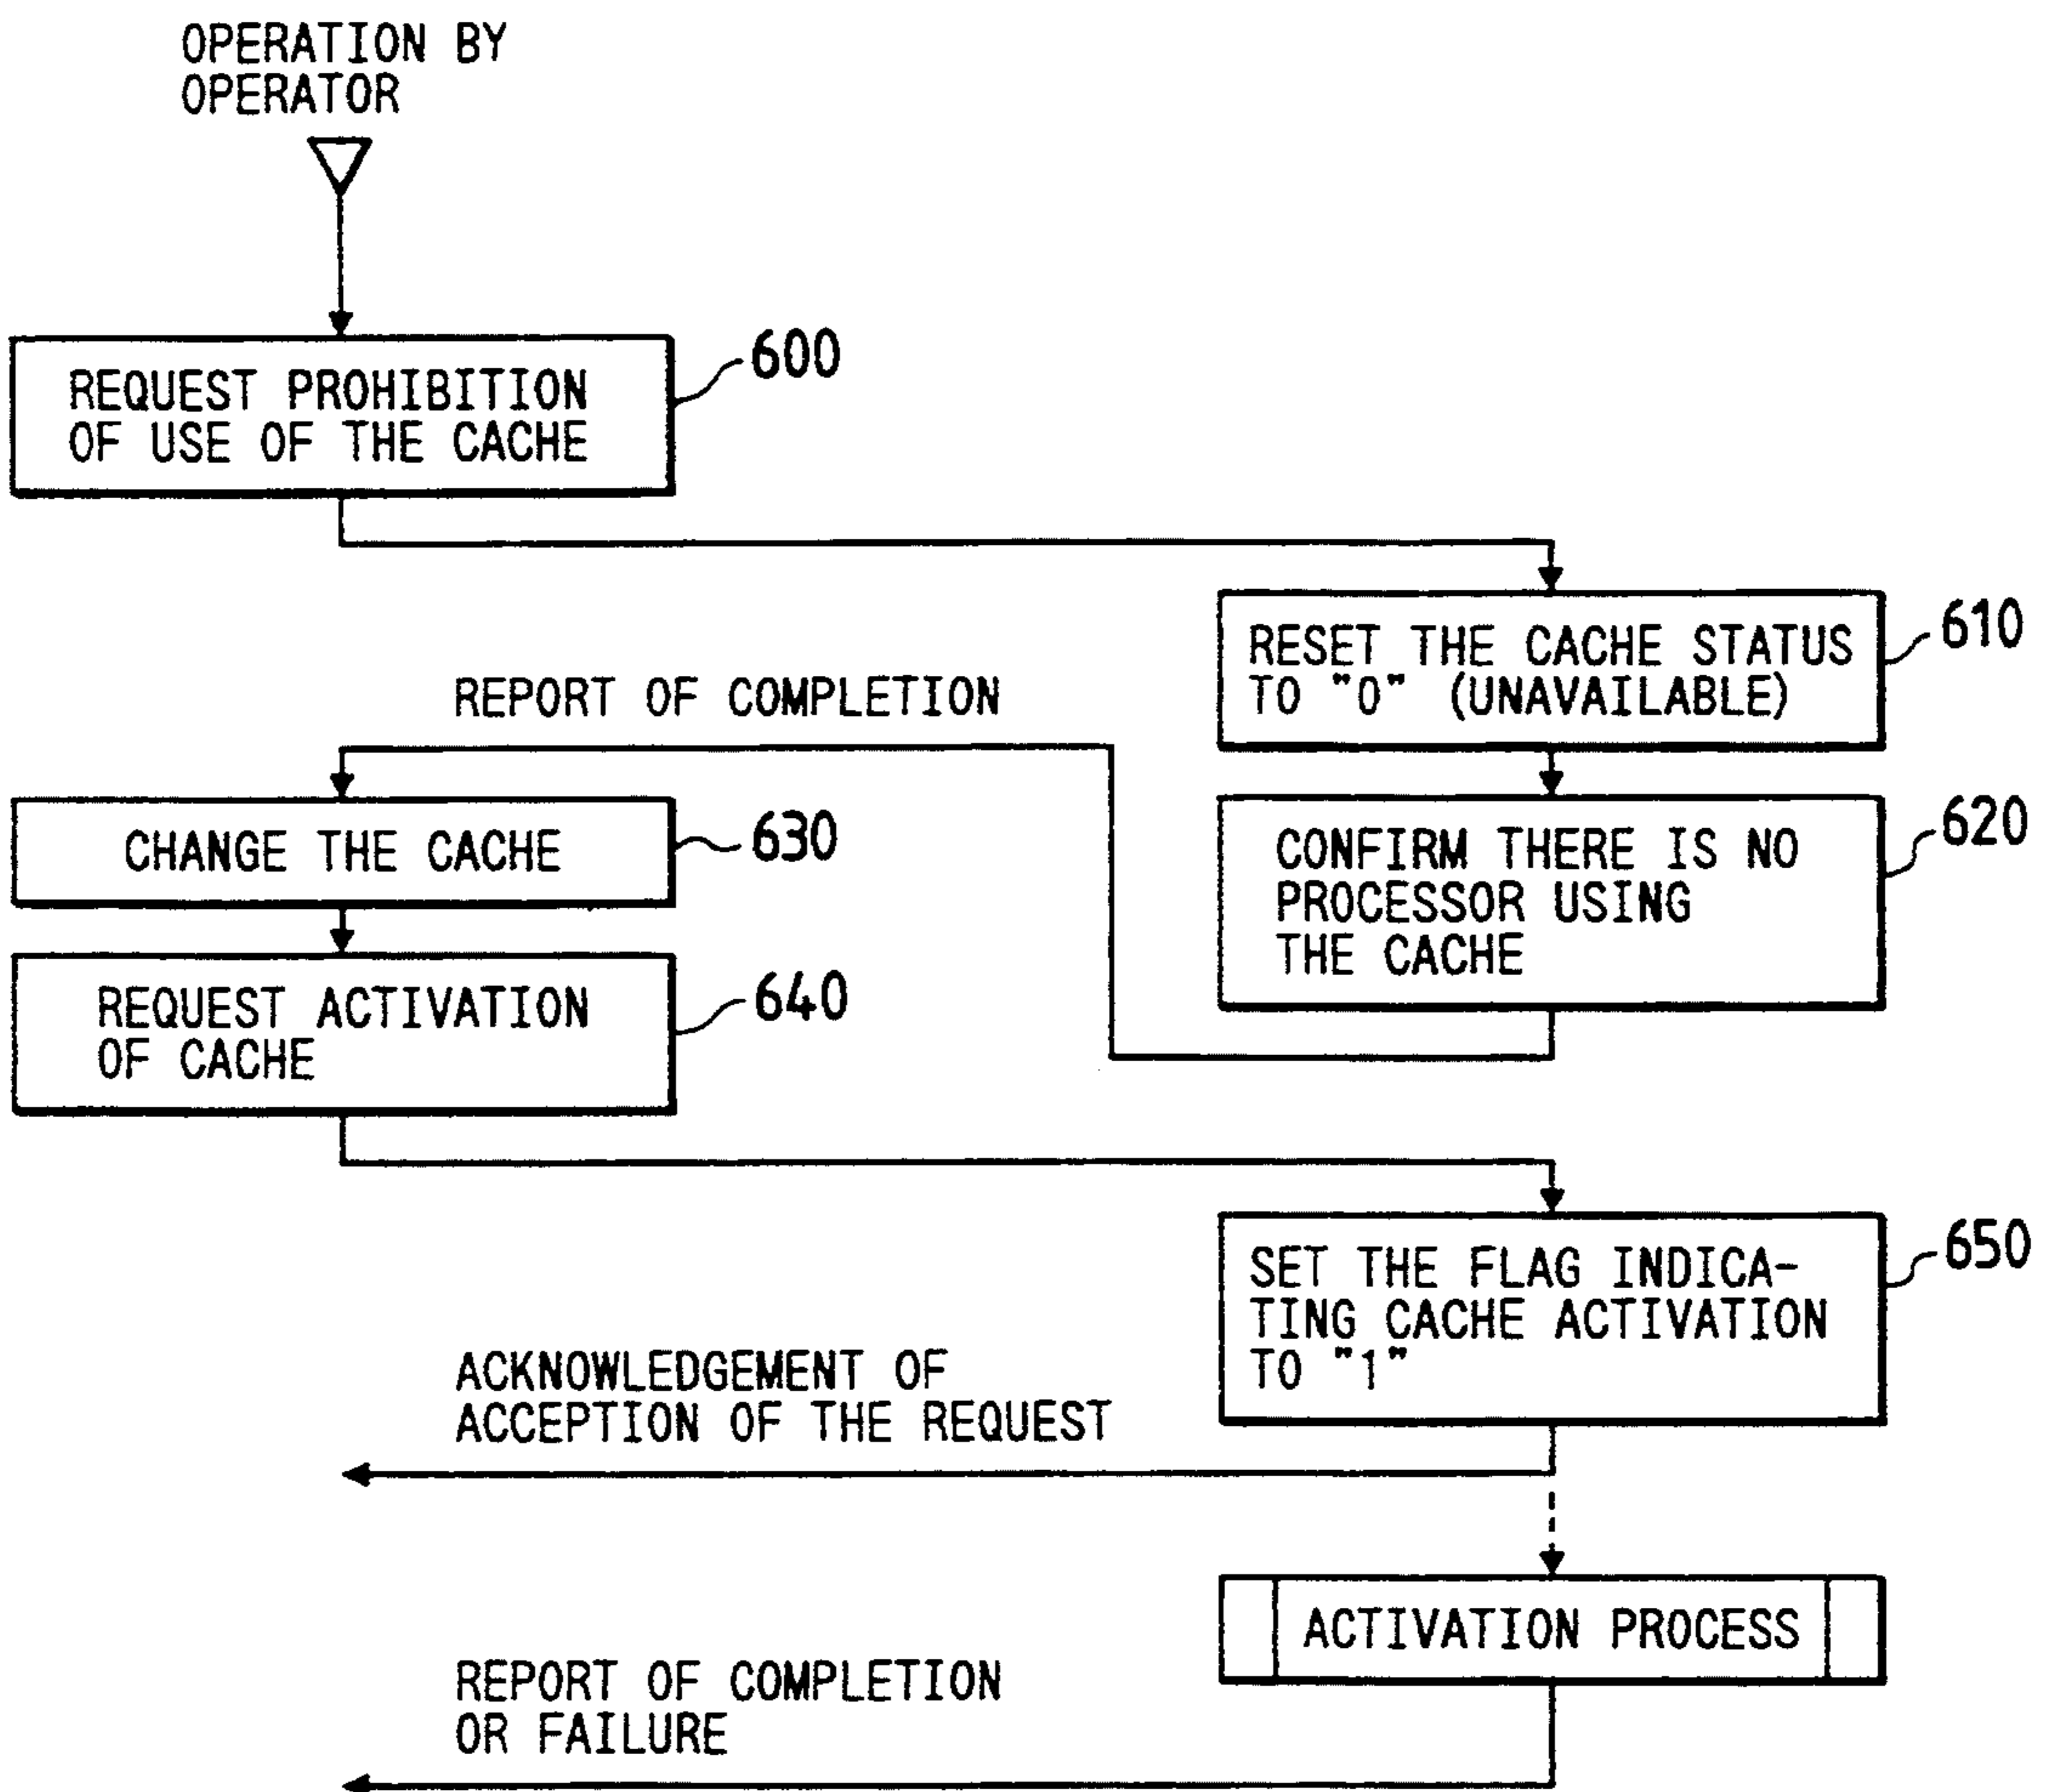 OPERATION BY
OPERATOR
REQUEST PROHIBITION
OF USE OF THE CACHE
600
RESET THE CACHE STATUS
TO "0" (UNAVAILABLE)
610
REPORT OF COMPLETION
CHANGE THE CACHE
630
CONFIRM THERE IS NO
PROCESSOR USING
THE CACHE
620
REQUEST ACTIVATION
OF CACHE
640
SET THE FLAG INDICA-
TING CACHE ACTIVATION
TO "1"
650
ACKNOWLEDGEMENT OF
ACCEPTION OF THE REQUEST
ACTIVATION PROCESS
REPORT OF COMPLETION
OR FAILURE